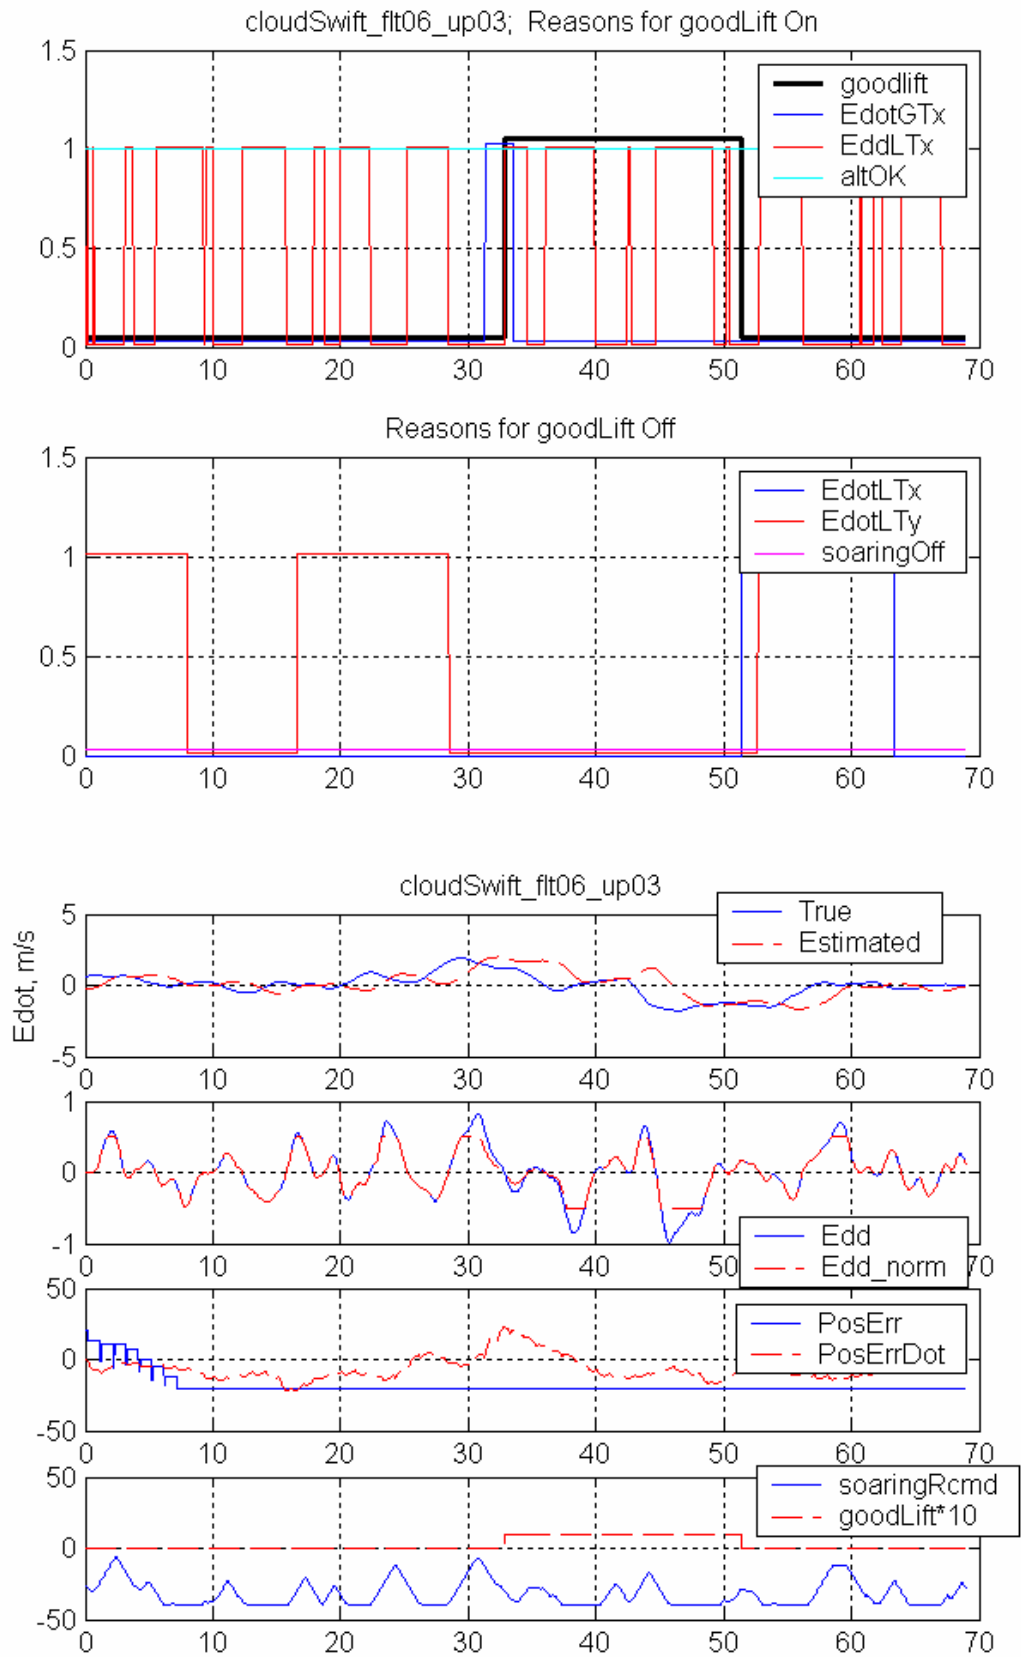 cloudSwift_flt06_up03;  Reasons for goodLift On
1.5
1
0.5
0
goodlift
EdotGTx
EddLTx
altOK
0 10 20 30 40 50 60 70
Reasons for goodLift Off
1.5
1
0.5
0
EdotLTx
EdotLTy
soaringOff
0 10 20 30 40 50 60 70
cloudSwift_flt06_up03
Edot, m/s
5
0
-5
True
Estimated
0 10 20 30 40 50 60 70
1
0
-1
Edd
Edd_norm
0 10 20 30 40 50 70
50
0
-50
PosErr
PosErrDot
0 10 20 30 40 50 60 70
50
0
-50
soaringRcmd
goodLift*10
0 10 20 30 40 50 60 70